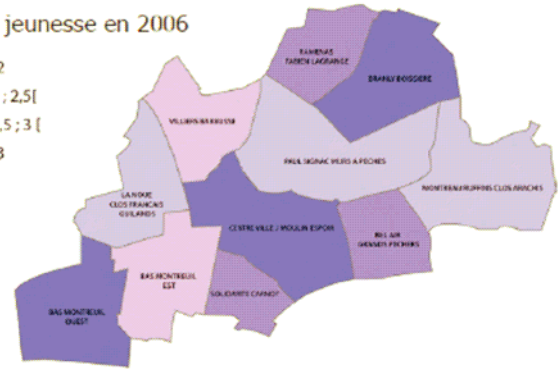 jeunesse en 2006
2
; 2,5[
,5 ; 3 [
3
RAMENAS
FABIEN LAGRANGE
BRANLY BOISSIERE
VILLIERS BARBUSSE
PAUL SIGNAC MURS A PECHES
MONTREAU RUFFINS CLOS ARACHIS
LA NOUE
CLOS FRANCAIS
GUILANDS
CENTRE VILLE / MOULIN ESPOIR
BEL AIR
GRANDS PECHERS
BAS MONTREUIL
EST
SOLIDARITE CARNOT
BAS MONTREUIL
OUEST